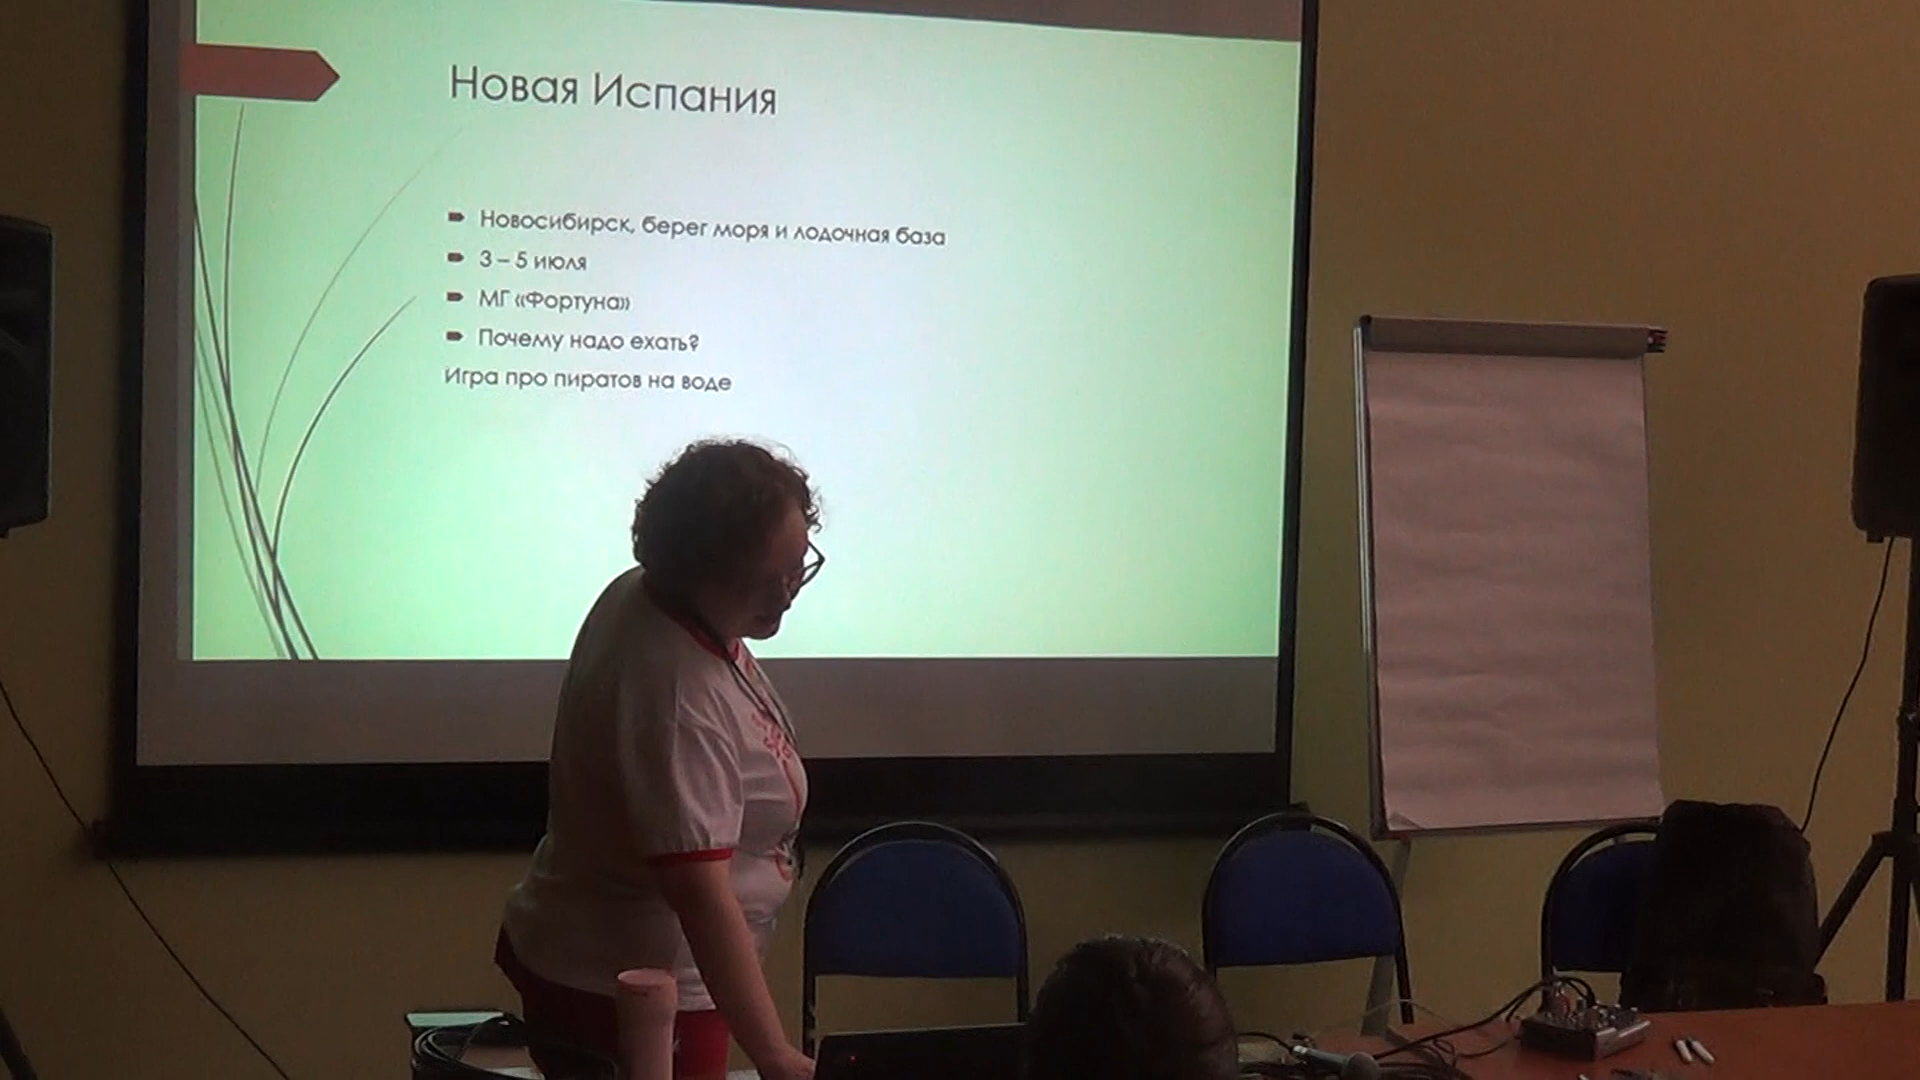 Новая Испания
Новосибирск, берег моря и лодочная база
3 – 5 июля
МГ «Фортуна»
Почему надо ехать?
Игра про пиратов на воде